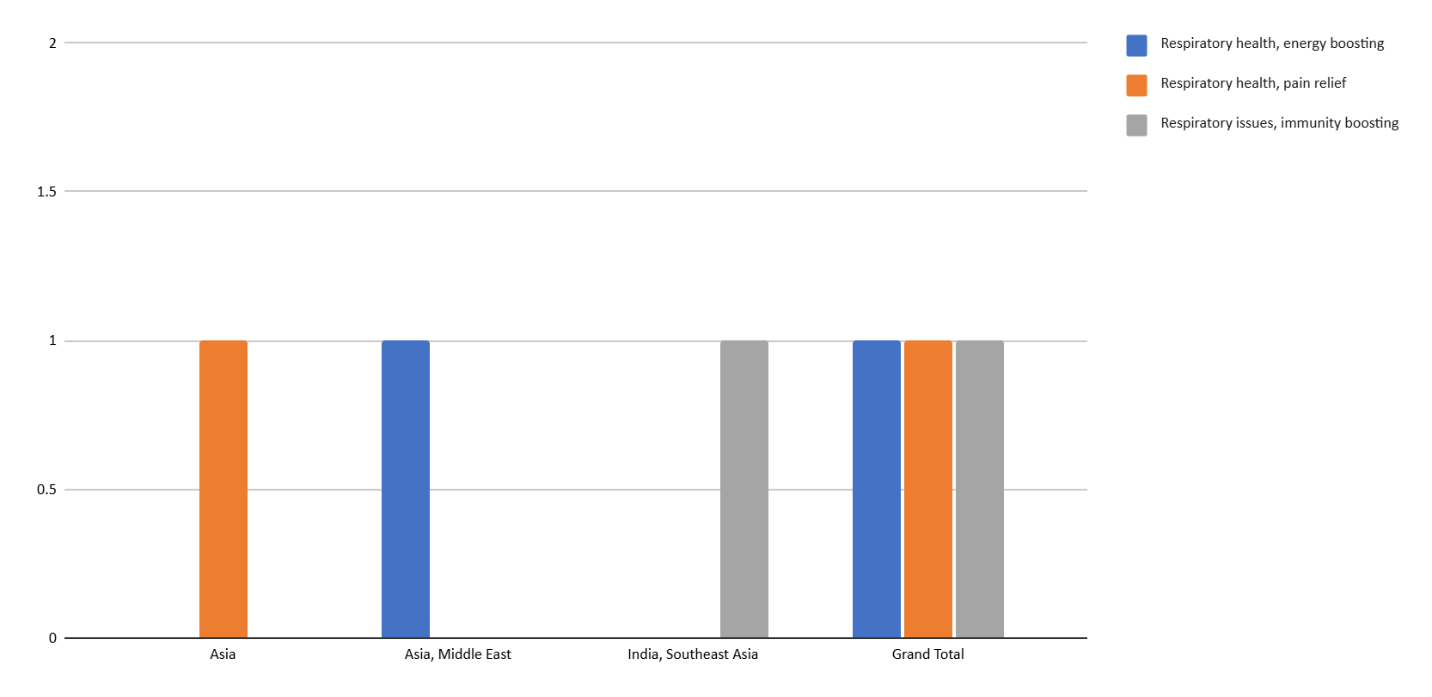 2
1.5
1
0.5
0
Asia
Asia, Middle East
India, Southeast Asia
Grand Total
Respiratory health, energy boosting
Respiratory health, pain relief
Respiratory issues, immunity boosting